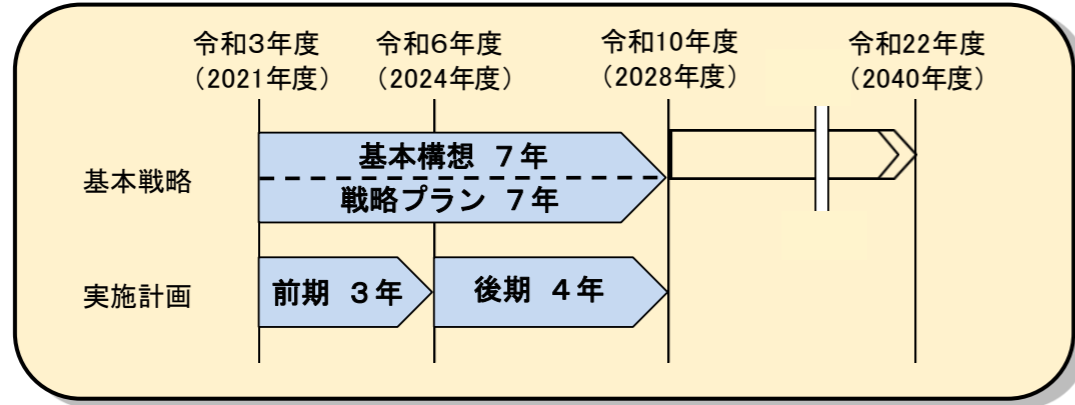 令和3年度 令和6年度 令和10年度 令和22年度
（2021年度） （2024年度） （2028年度） （2040年度）
基本戦略
基本構想 7年
戦略プラン 7年
実施計画
前期 3年 後期 4年